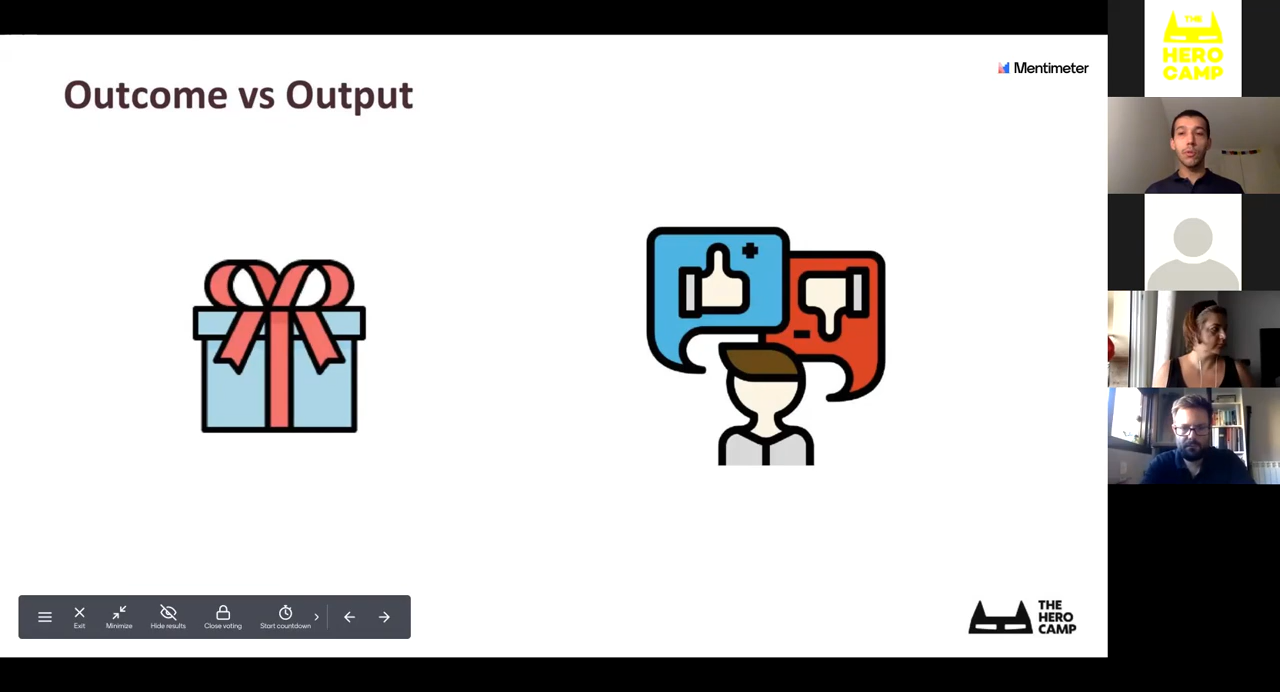 Outcome vs Output
Mentimeter
Exit
Minimize
Hide results
Close voting
Start countdown
THE
HERO
CAMP
THE
HERO
CAMP